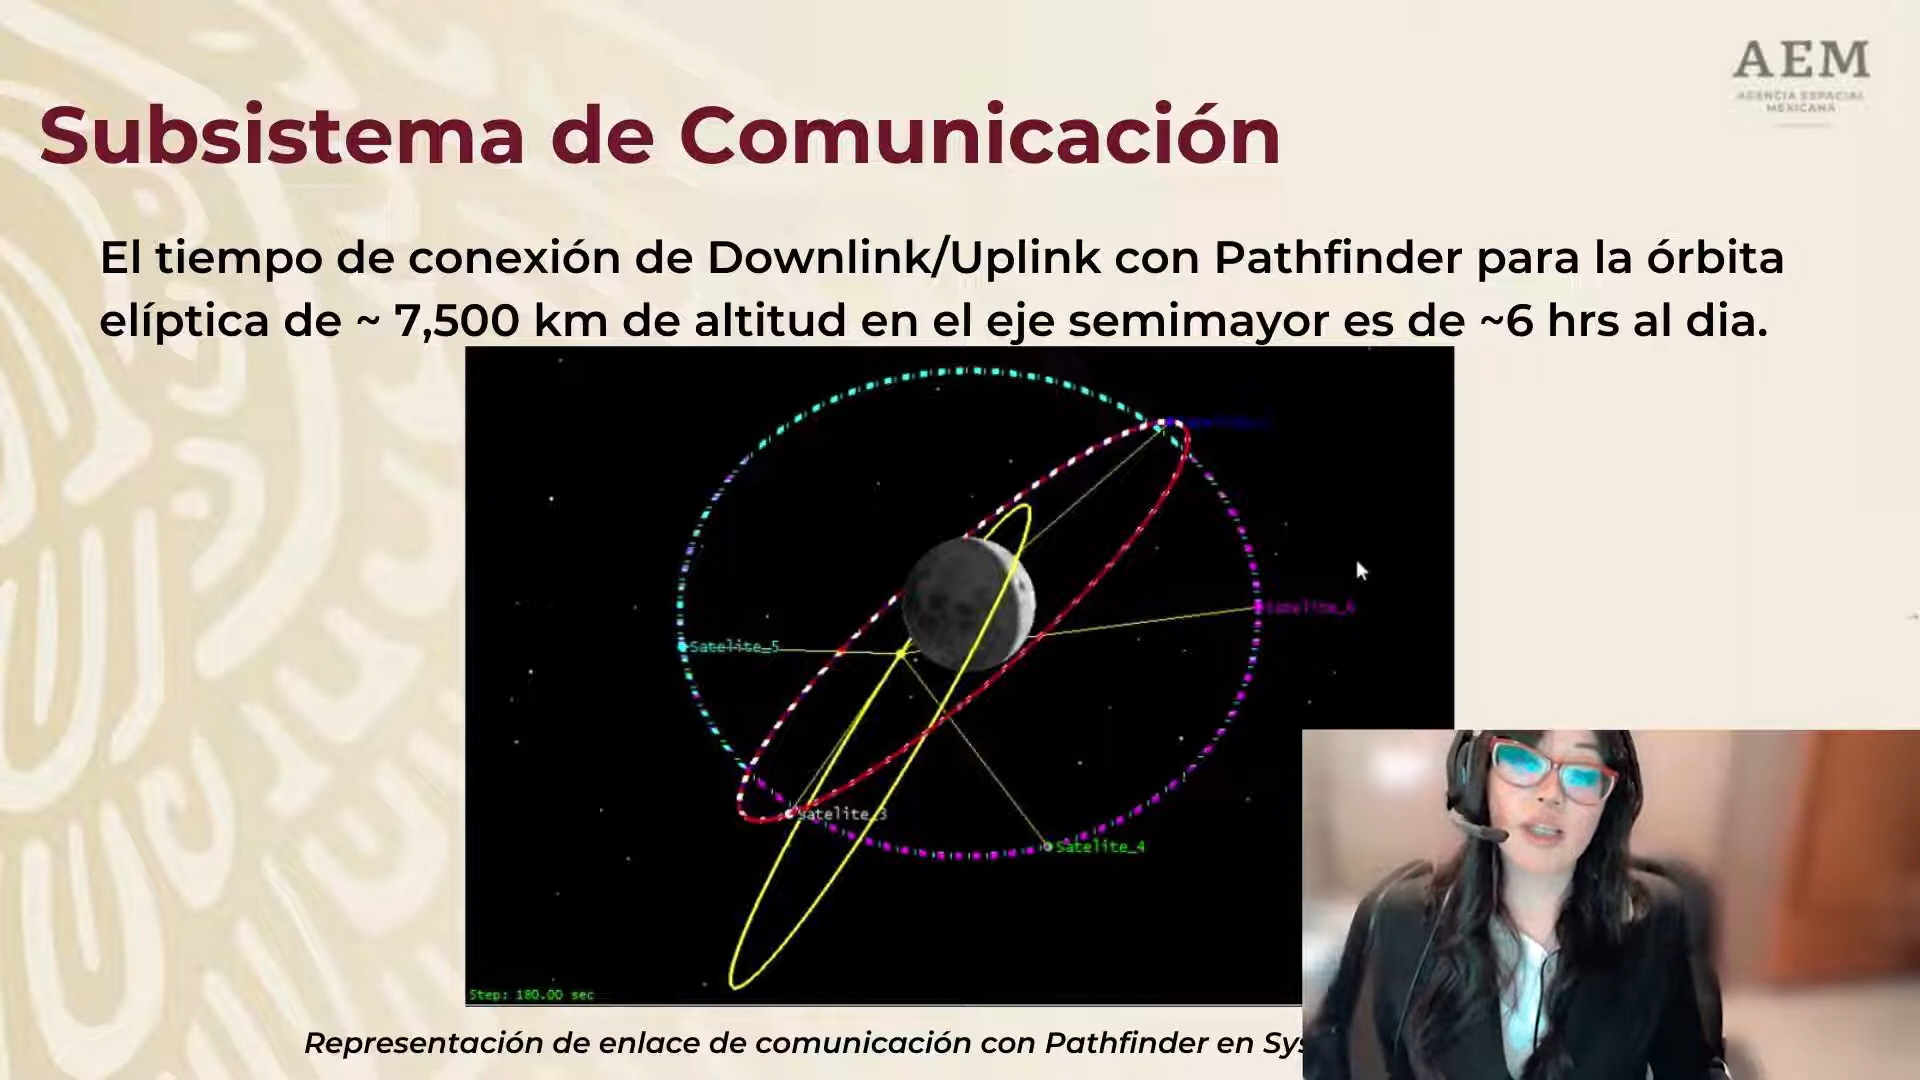 AEM
AGENCIA ESPACIAL
MEXICANA
Subsistema de Comunicación
El tiempo de conexión de Downlink/Uplink con Pathfinder para la órbita
elíptica de ~ 7,500 km de altitud en el eje semimayor es de ~6 hrs al dia.
Satelite_6
Satelite_5
Satelite_3
Satelite_4
Step: 180.00 sec
Representación de enlace de comunicación con Pathfinder en